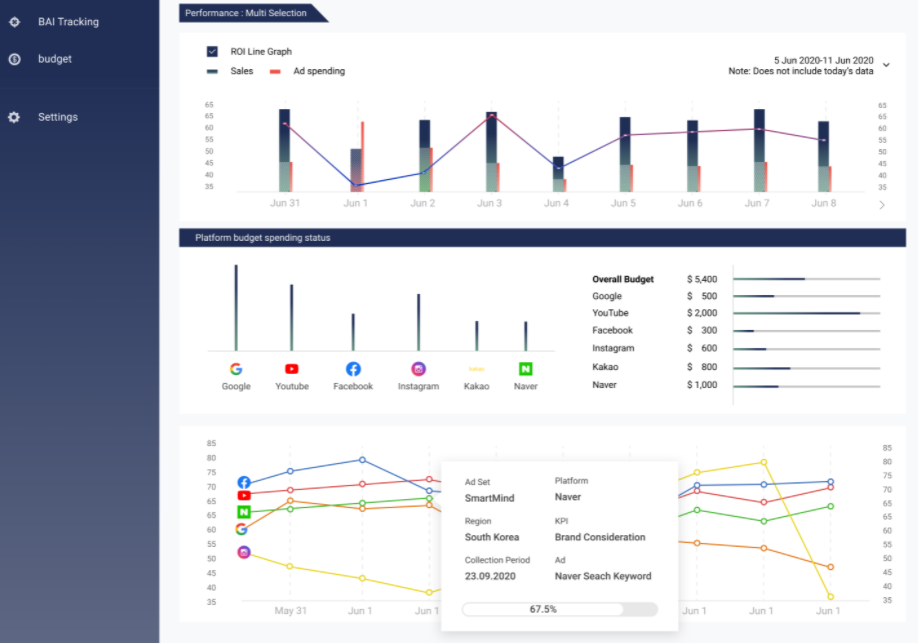 BAI Tracking
budget
Settings
Performance : Multi Selection
ROI Line Graph
Sales Ad spending
5 Jun 2020-11 Jun 2020
Note: Does not include today's data
65 65
65 65
60 60
55 55
50 50
45 45
40 40
35 35
Jun 31 Jun 1 Jun 2 Jun 3 Jun 4 Jun 5 Jun 6 Jun 7 Jun 8
Platform budget spending status
Overall Budget $ 5,400
Google $ 500
YouTube $ 2,000
Facebook $ 300
Instagram $ 600
Kakao $ 800
Naver $ 1,000
Google Youtube Facebook Instagram Kakao Naver
85 85
80 80
75 75
70 70
65 65
60 60
55 55
50 50
45 45
40 40
35 35
May 31 Jun 1 Jun 1 Jun 1 Jun 1 Jun 1
Ad Set Platform
SmartMind Naver
Region KPI
South Korea Brand Consideration
Collection Period Ad
23.09.2020 Naver Seach Keyword
67.5%